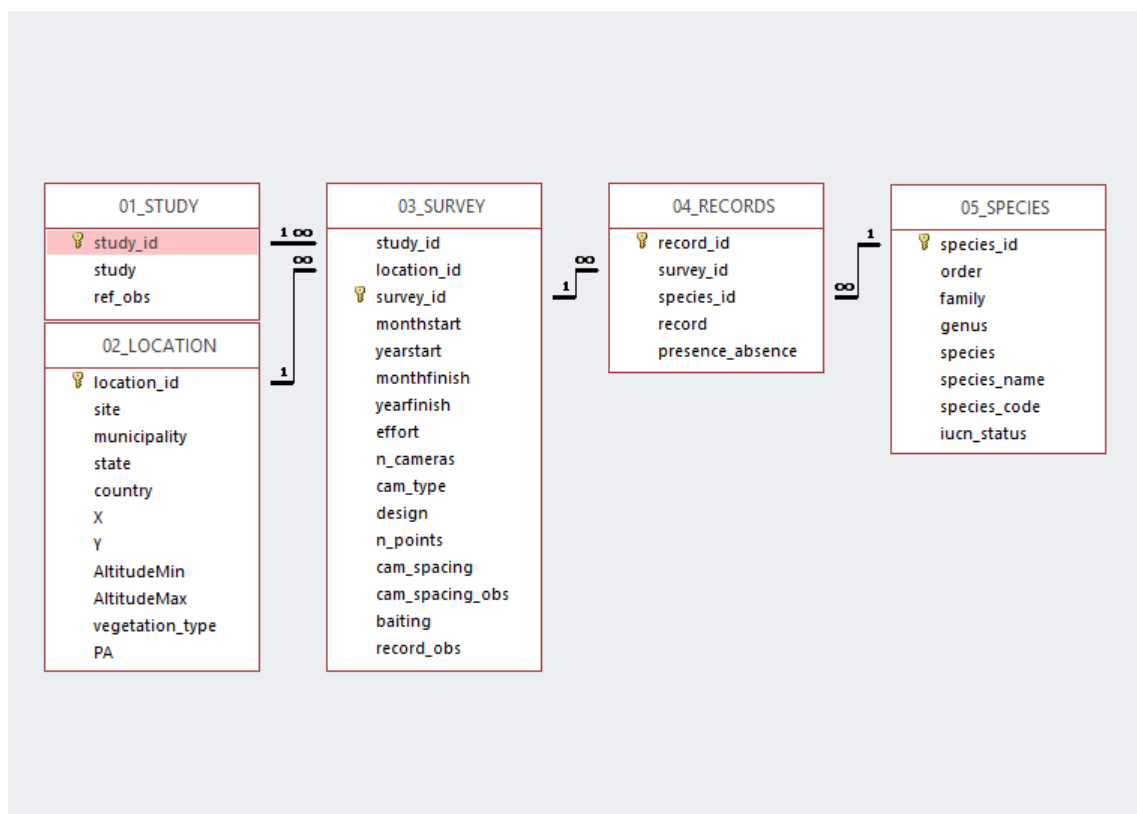 01_STUDY
study_id
study
ref_obs
02_LOCATION
location_id
site
municipality
state
country
X
Y
AltitudeMin
AltitudeMax
vegetation_type
PA
1 ∞
∞
1
03_SURVEY
study_id
location_id
survey_id
monthstart
yearstart
monthfinish
yearfinish
effort
n_cameras
cam_type
design
n_points
cam_spacing
cam_spacing_obs
baiting
record_obs
∞
1
04_RECORDS
record_id
survey_id
species_id
record
presence_absence
1
∞
05_SPECIES
species_id
order
family
genus
species
species_name
species_code
iucn_status